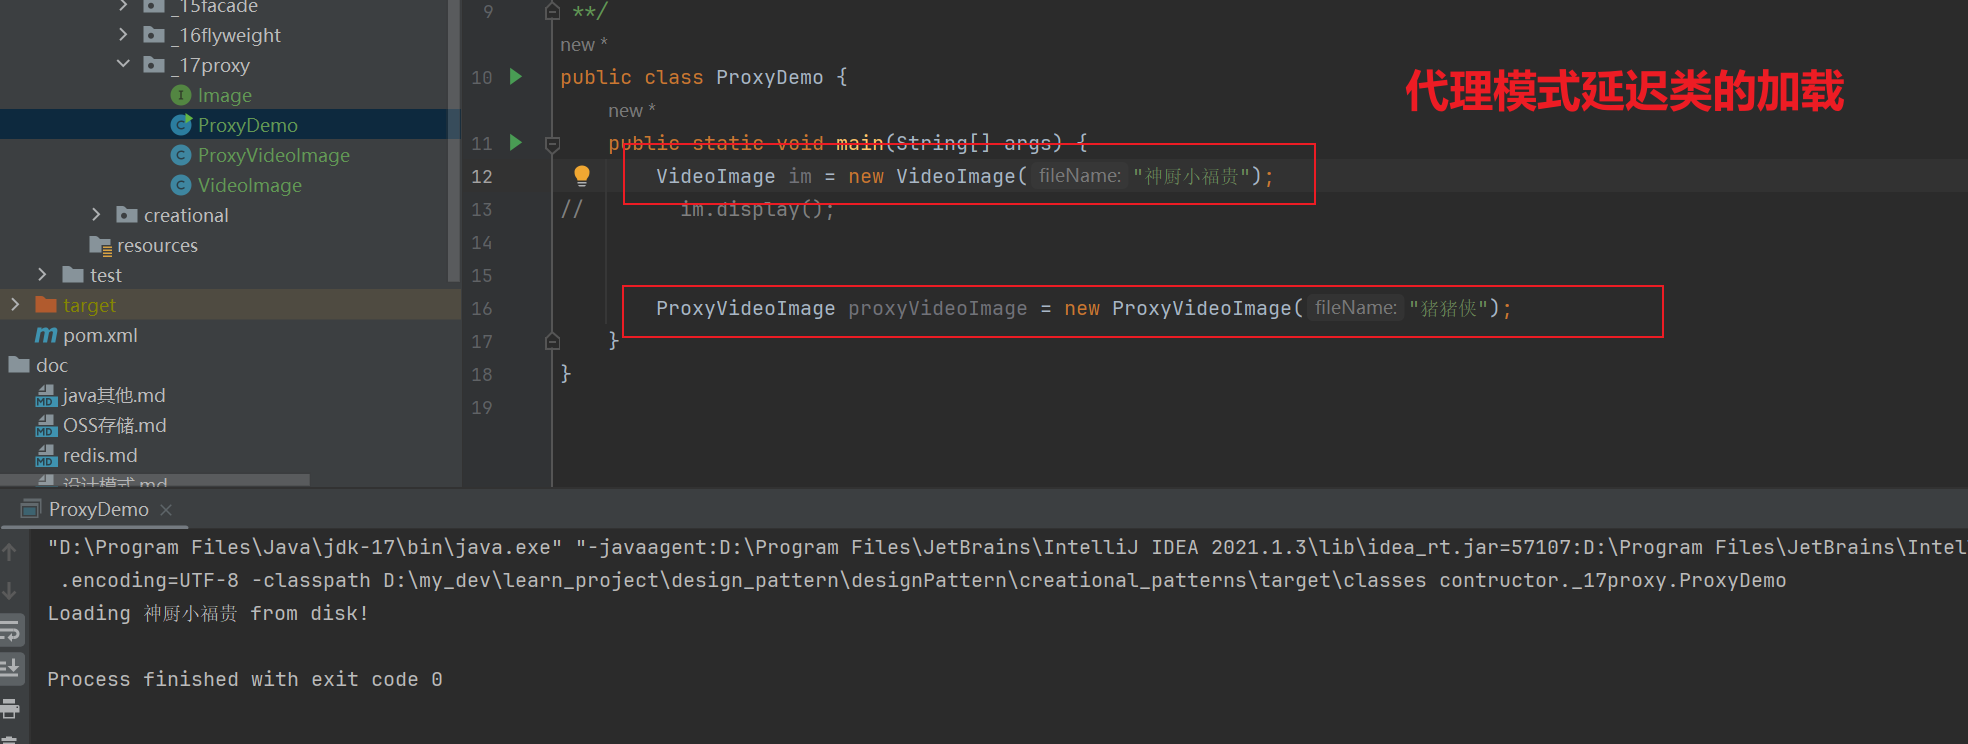 _15facade
_16flyweight
_17proxy
Image
ProxyDemo
ProxyVideoImage
VideoImage
creational
resources
test
target
pom.xml
doc
java其他.md
OSS存储.md
redis.md
设计模式.md
9 **/
new *
10 public class ProxyDemo {
new *
11 public static void main(String[] args) {
12 VideoImage im = new VideoImage( fileName: "神厨小福贵");
13 // im.display();
14
15
16 ProxyVideoImage proxyVideoImage = new ProxyVideoImage( fileName: "猪猪侠");
17 }
18 }
19
代理模式延迟类的加载
ProxyDemo
"D:\Program Files\Java\jdk-17\bin\java.exe" "-javaagent:D:\Program Files\JetBrains\IntelliJ IDEA 2021.1.3\lib\idea_rt.jar=57107:D:\Program Files\JetBrains\Intel
.encoding=UTF-8 -classpath D:\my_dev\learn_project\design_pattern\designPattern\creational_patterns\target\classes contructor._17proxy.ProxyDemo
Loading 神厨小福贵 from disk!
Process finished with exit code 0